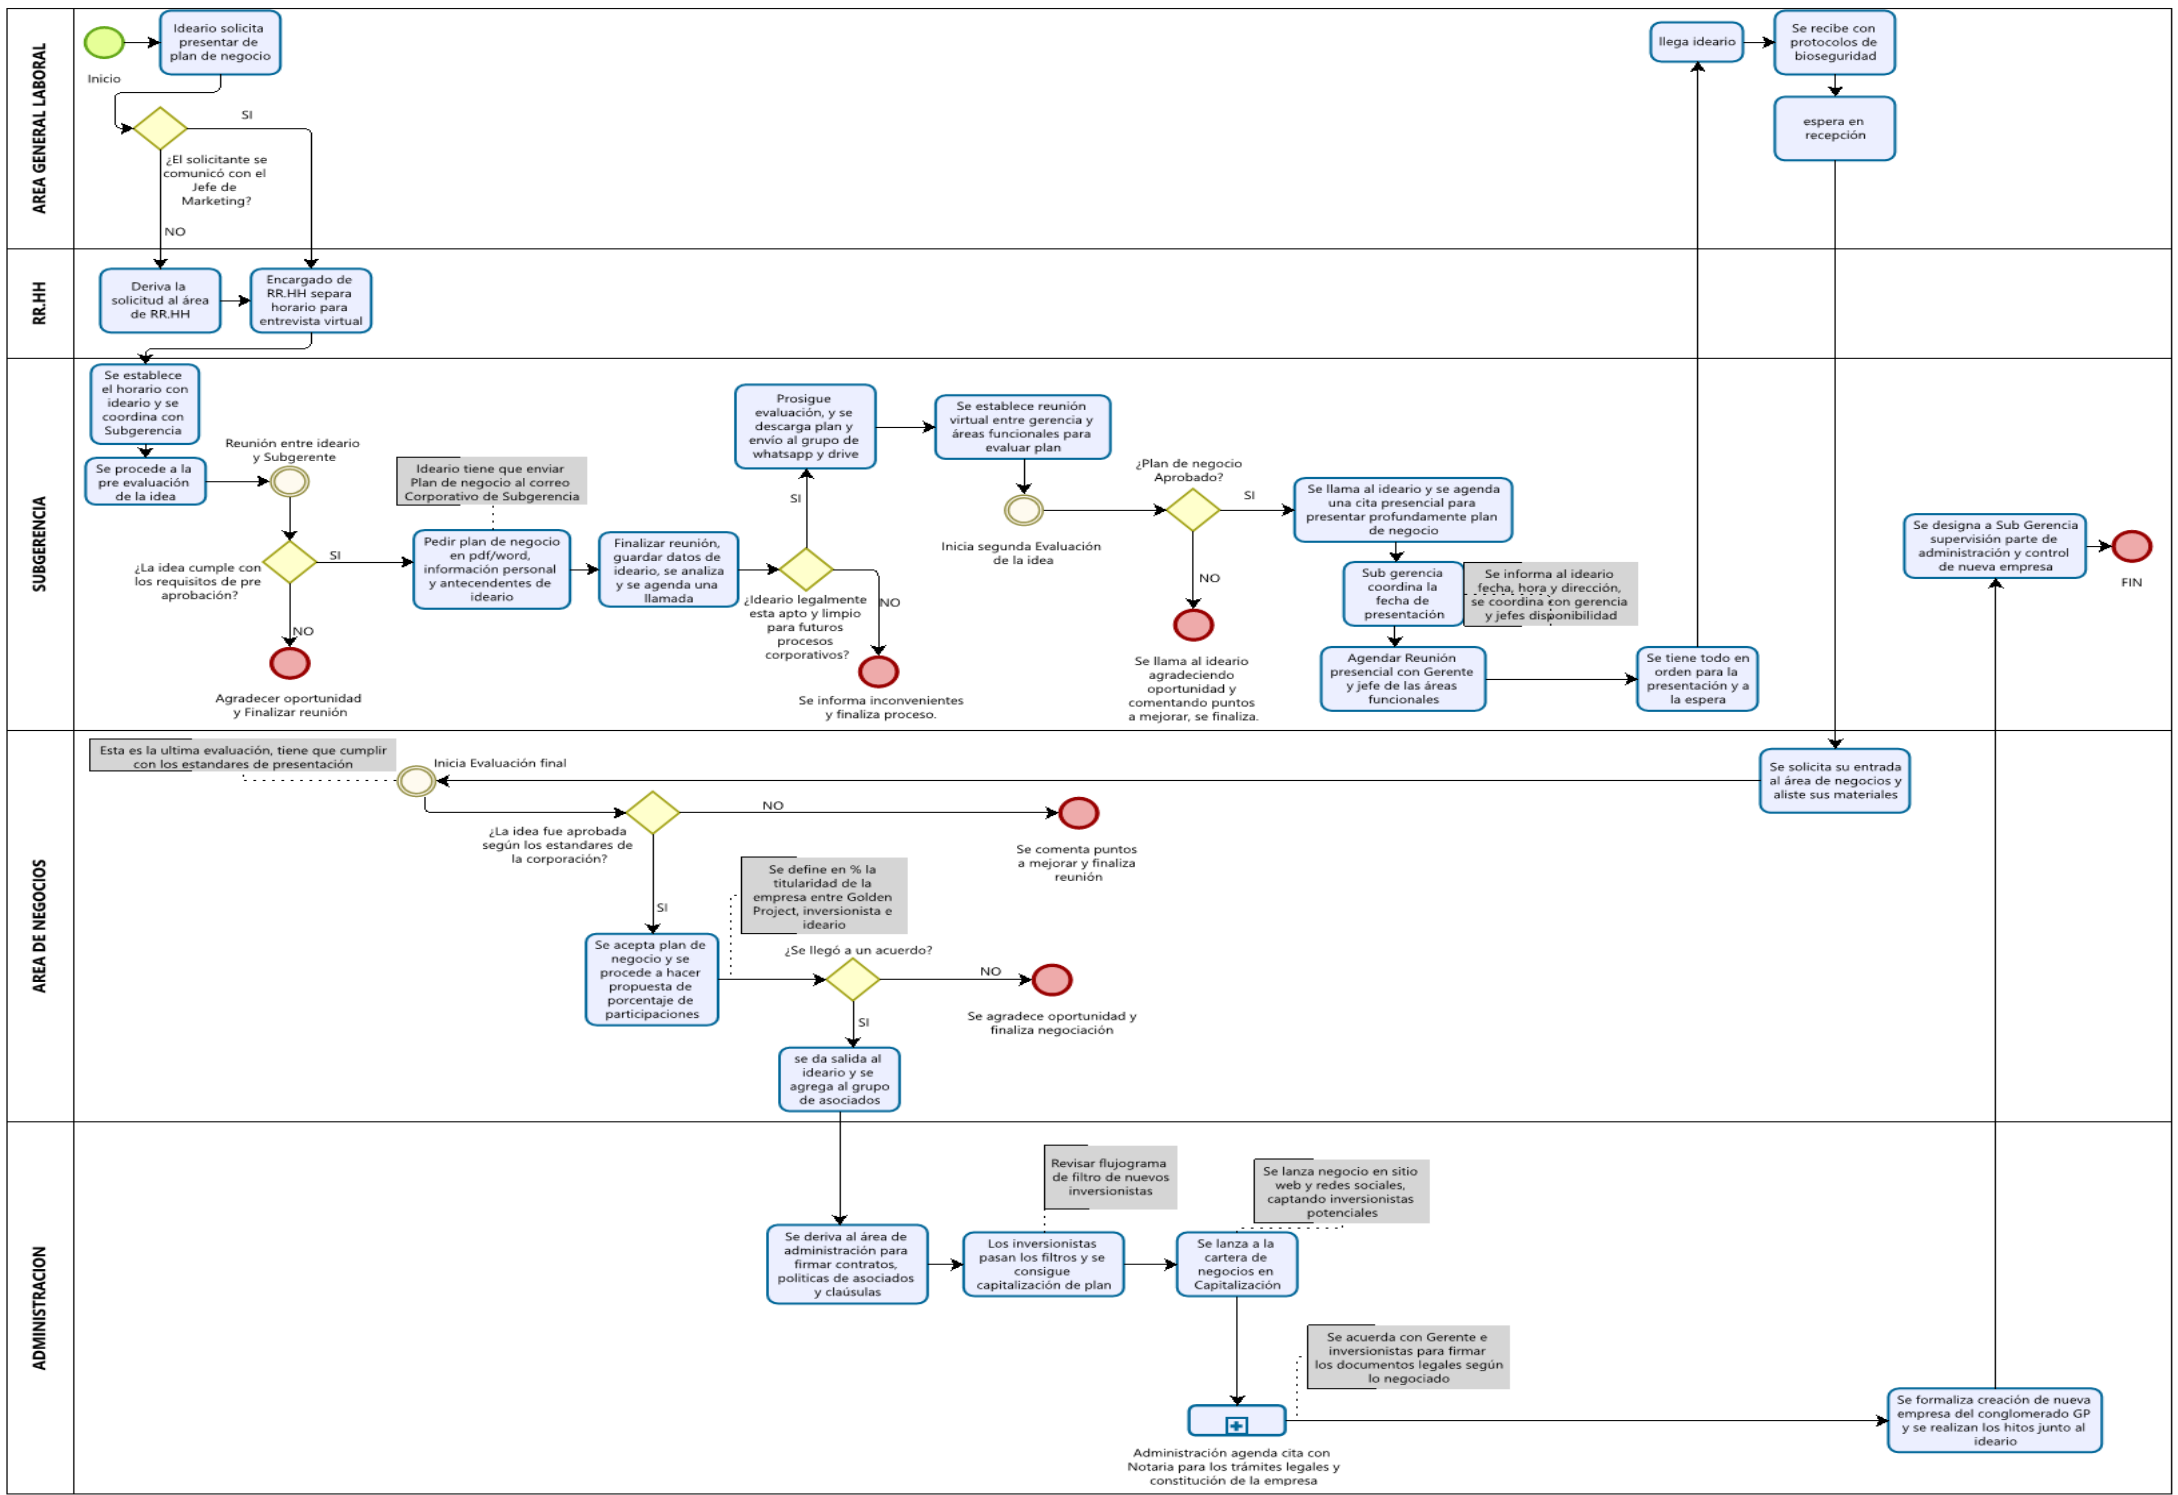 AREA GENERAL LABORAL
Inicio
Ideario solicita
presentar de
plan de negocio
SI
¿El solicitante se
comunicó con el
Jefe de
Marketing?
NO
llega ideario
Se recibe con
protocolos de
bioseguridad
espera en
recepción
RR.HH
Deriva la
solicitud al área
de RR.HH
Encargado de
RR.HH separa
horario para
entrevista virtual
SUBGERENCIA
Se establece
el horario con
ideario y se
coordina con
Subgerencia
Se procede a la
pre evaluación
de la idea
Reunión entre ideario
y Subgerente
¿La idea cumple con
los requisitos de pre
aprobación?
SI
NO
Agradecer oportunidad
y Finalizar reunión
Ideario tiene que enviar
Plan de negocio al correo
Corporativo de Subgerencia
Pedir plan de negocio
en pdf/word,
información personal
y antecedentes de
ideario
Finalizar reunión,
guardar datos de
ideario, se analiza
y se agenda una
llamada
Prosigue
evaluación, y se
descarga plan y
envío al grupo de
whatsapp y drive
SI
¿Ideario legalmente
esta apto y limpio
para futuros
procesos
corporativos?
NO
Se informa inconvenientes
y finaliza proceso.
Se establece reunión
virtual entre gerencia y
áreas funcionales para
evaluar plan
Inicia segunda Evaluación
de la idea
¿Plan de negocio
Aprobado?
SI
NO
Se llama al ideario
agradeciendo
oportunidad y
comentando puntos
a mejorar, se finaliza.
Se llama al ideario y se agenda
una cita presencial para
presentar profundamente plan
de negocio
Sub gerencia
coordina la
fecha de
presentación
Se informa al ideario
fecha, hora y dirección,
se coordina con gerencia
y jefes disponibilidad
Agendar Reunión
presencial con Gerente
y jefe de las áreas
funcionales
Se tiene todo en
orden para la
presentación y a
la espera
Se designa a Sub Gerencia
supervisión parte de
administración y control
de nueva empresa
FIN
AREA DE NEGOCIOS
Esta es la ultima evaluación, tiene que cumplir
con los estandares de presentación
Inicia Evaluación final
Se solicita su entrada
al área de negocios y
aliste sus materiales
¿La idea fue aprobada
según los estandares de
la corporación?
NO
Se comenta puntos
a mejorar y finaliza
reunión
SI
Se define en % la
titularidad de la
empresa entre Golden
Project, inversionista e
ideario
Se acepta plan de
negocio y se
procede a hacer
propuesta de
porcentaje de
participaciones
¿Se llegó a un acuerdo?
NO
Se agradece oportunidad y
finaliza negociación
SI
se da salida al
ideario y se
agrega al grupo
de asociados
ADMINISTRACION
Se deriva al área de
administración para
firmar contratos,
politicas de asociados
y claúsulas
Revisar flujograma
de filtro de nuevos
inversionistas
Los inversionistas
pasan los filtros y se
consigue
capitalización de plan
Se lanza negocio en sitio
web y redes sociales,
captando inversionistas
potenciales
Se lanza a la
cartera de
negocios en
Capitalización
Se acuerda con Gerente e
inversionistas para firmar
los documentos legales según
lo negociado
Administración agenda cita con
Notaria para los trámites legales y
constitución de la empresa
Se formaliza creación de nueva
empresa del conglomerado GP
y se realizan los hitos junto al
ideario